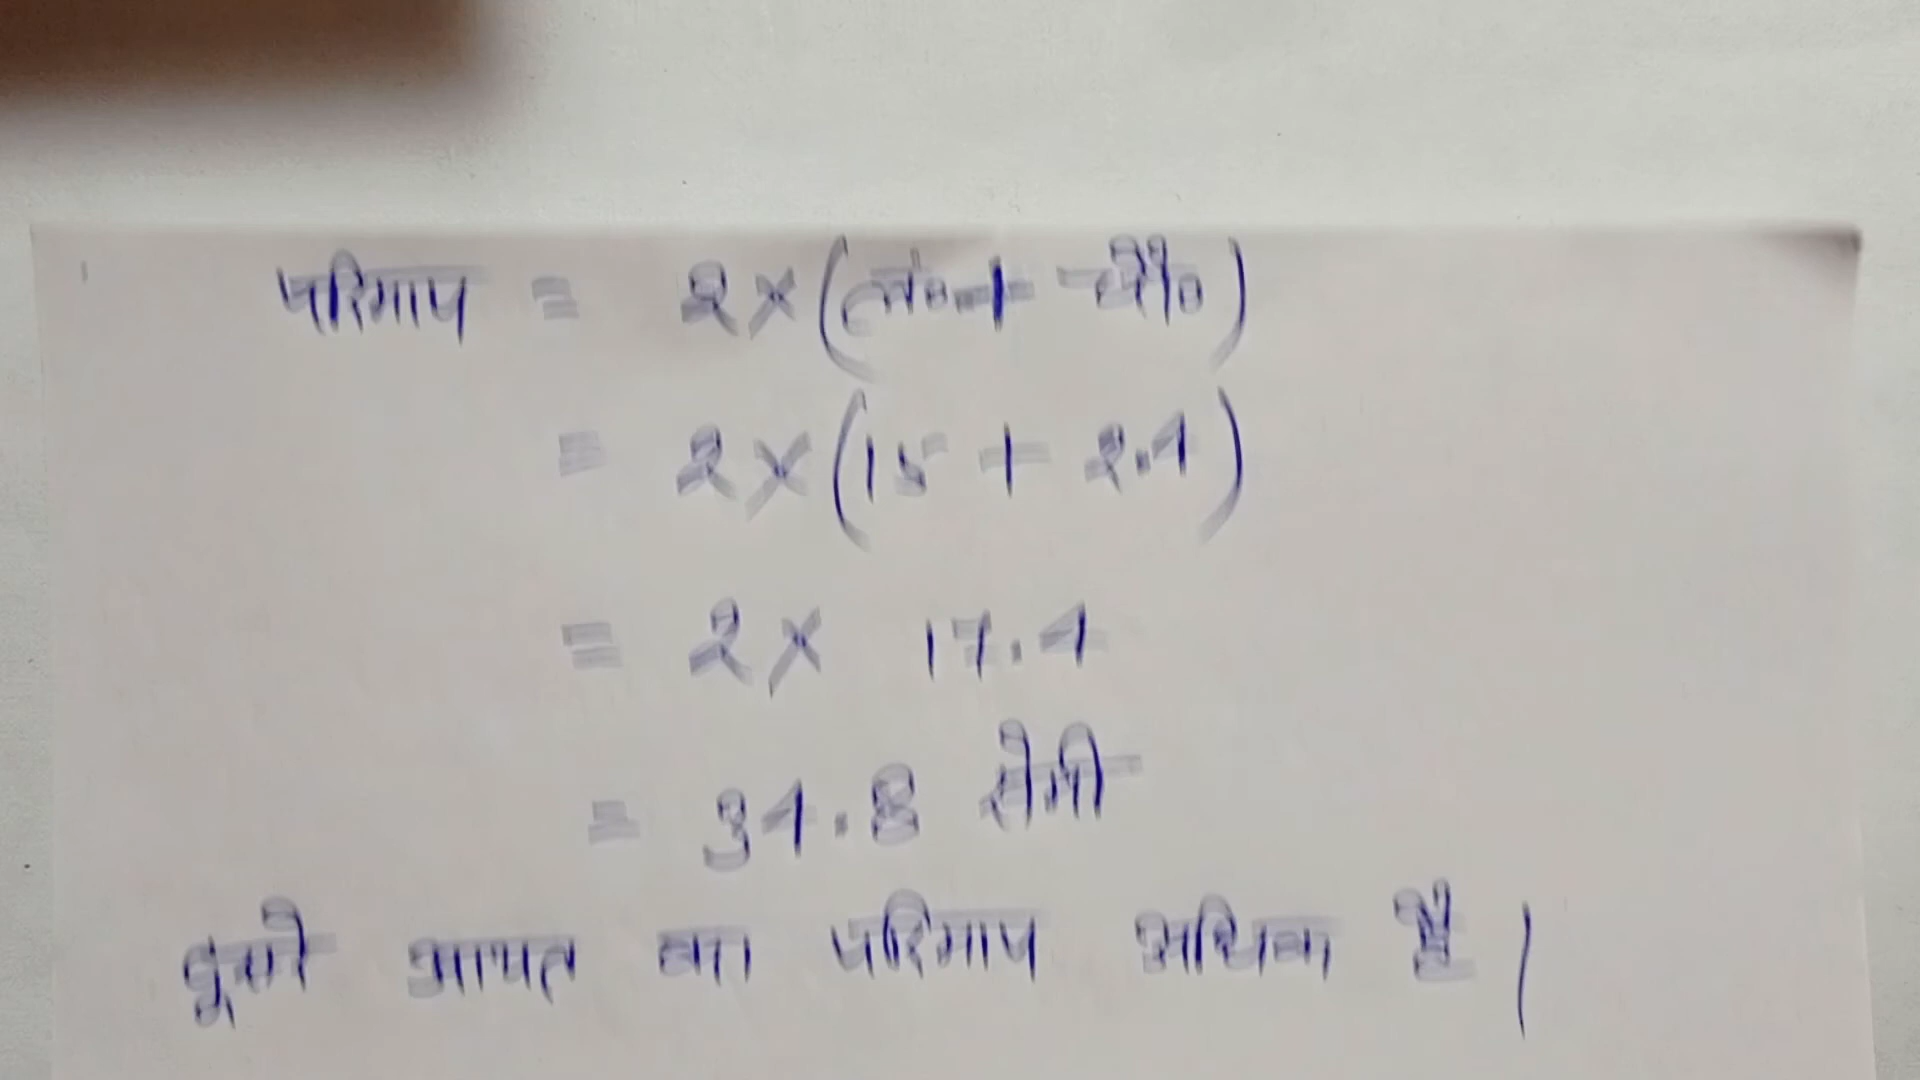 परिमाप = 2 × (लं० + चौ०)
= 2 × (15 + 2.4)
= 2 × 17.4
= 34.8 सेमी
दूसरे आयत का परिमाप अधिक है।